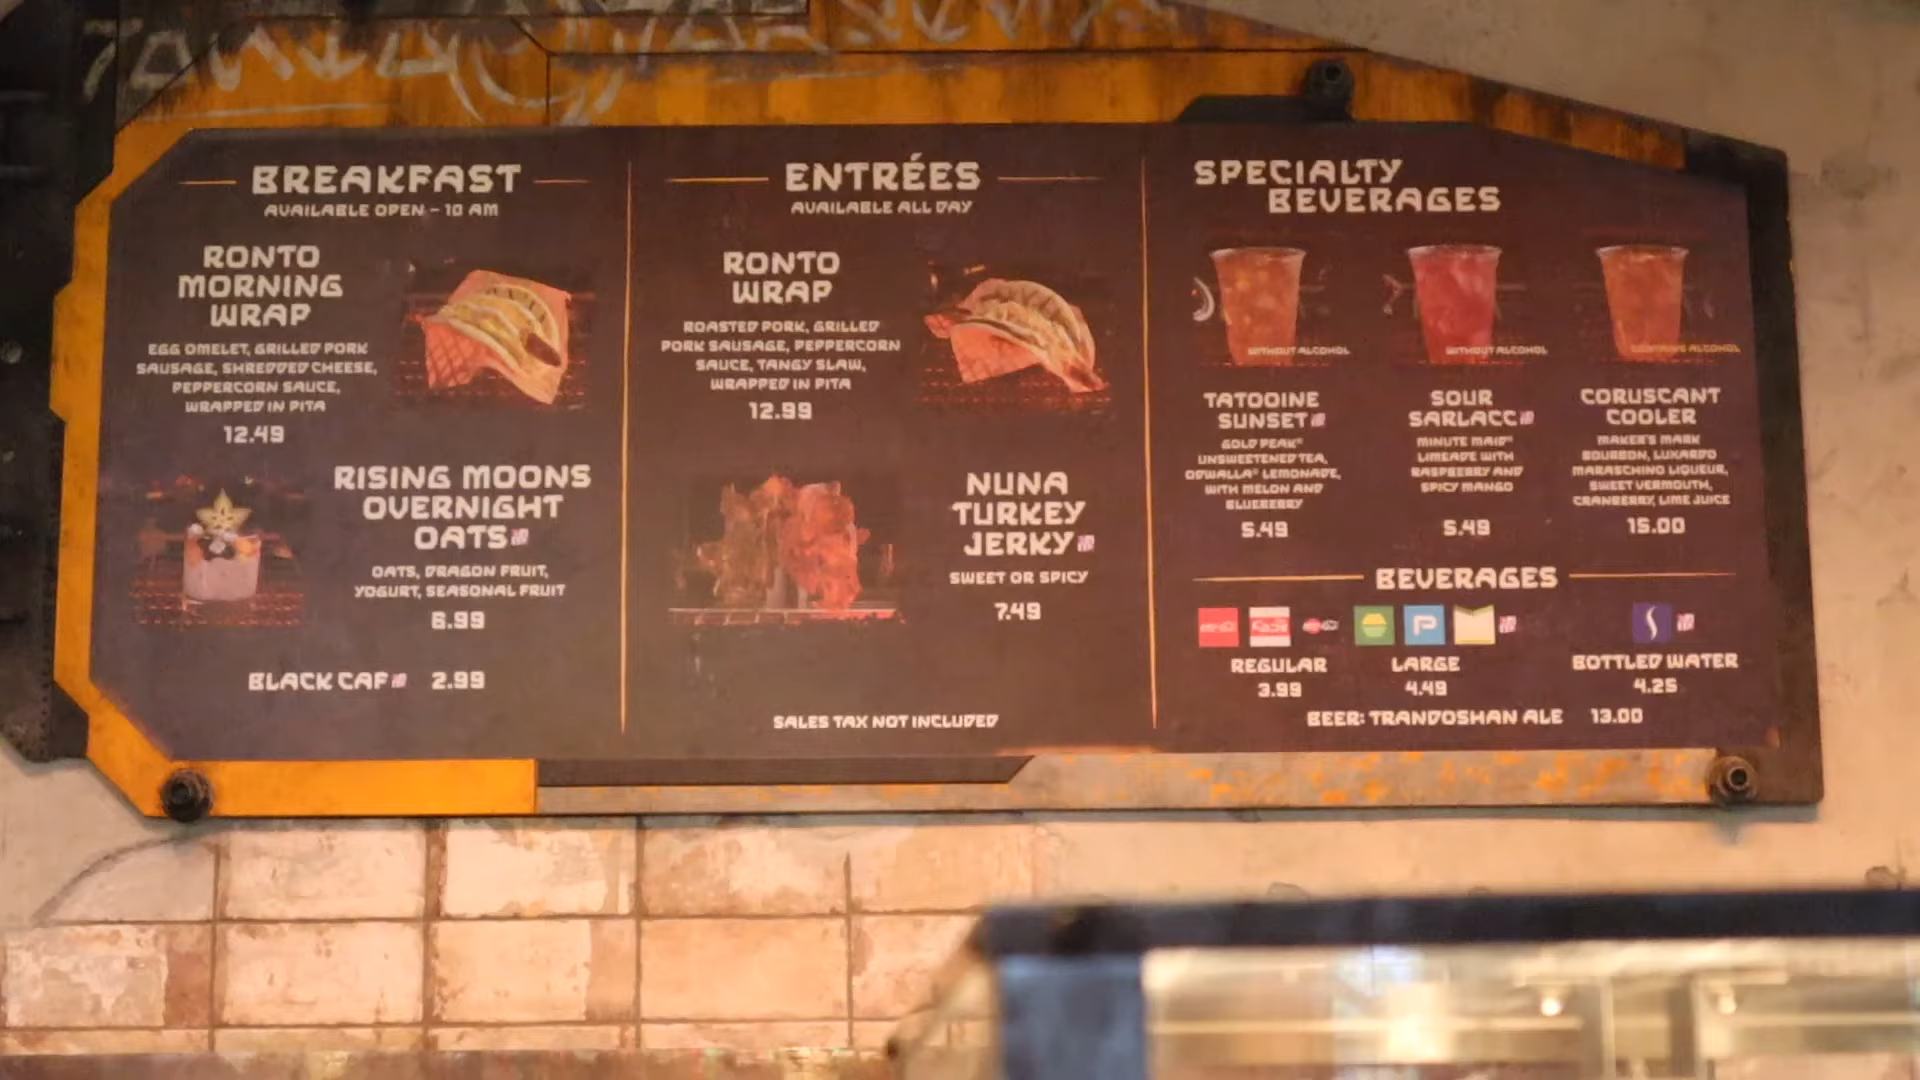 BREAKFAST
AVAILABLE OPEN – 10 AM
RONTO
MORNING
WRAP
EGG OMELET, GRILLED PORK
SAUSAGE, SHREDDED CHEESE,
PEPPERCORN SAUCE,
WRAPPED IN PITA
12.49
RISING MOONS
OVERNIGHT
OATS
OATS, DRAGON FRUIT,
YOGURT, SEASONAL FRUIT
6.99
BLACK CAF 2.99
ENTRÉES
AVAILABLE ALL DAY
RONTO
WRAP
ROASTED PORK, GRILLED
PORK SAUSAGE, PEPPERCORN
SAUCE, TANGY SLAW,
WRAPPED IN PITA
12.99
NUNA
TURKEY
JERKY
SWEET OR SPICY
7.49
SALES TAX NOT INCLUDED
SPECIALTY
BEVERAGES
WITHOUT ALCOHOL
TATOOINE
SUNSET
GOLD PEAK®
UNSWEETENED TEA,
ODWALLA® LEMONADE,
WITH MELON AND
BLUEBERRY
5.49
WITHOUT ALCOHOL
SOUR
SARLACC
MINUTE MAID®
LIMEADE WITH
RASPBERRY AND
SPICY MANGO
5.49
CONTAINS ALCOHOL
CORUSCANT
COOLER
MAKER'S MARK
BOURBON, LUXARDO
MARASCHINO LIQUEUR,
SWEET VERMOUTH,
CRANBERRY, LIME JUICE
15.00
BEVERAGES
REGULAR
3.99
LARGE
4.49
BOTTLED WATER
4.25
BEER: TRANDOSHAN ALE 13.00